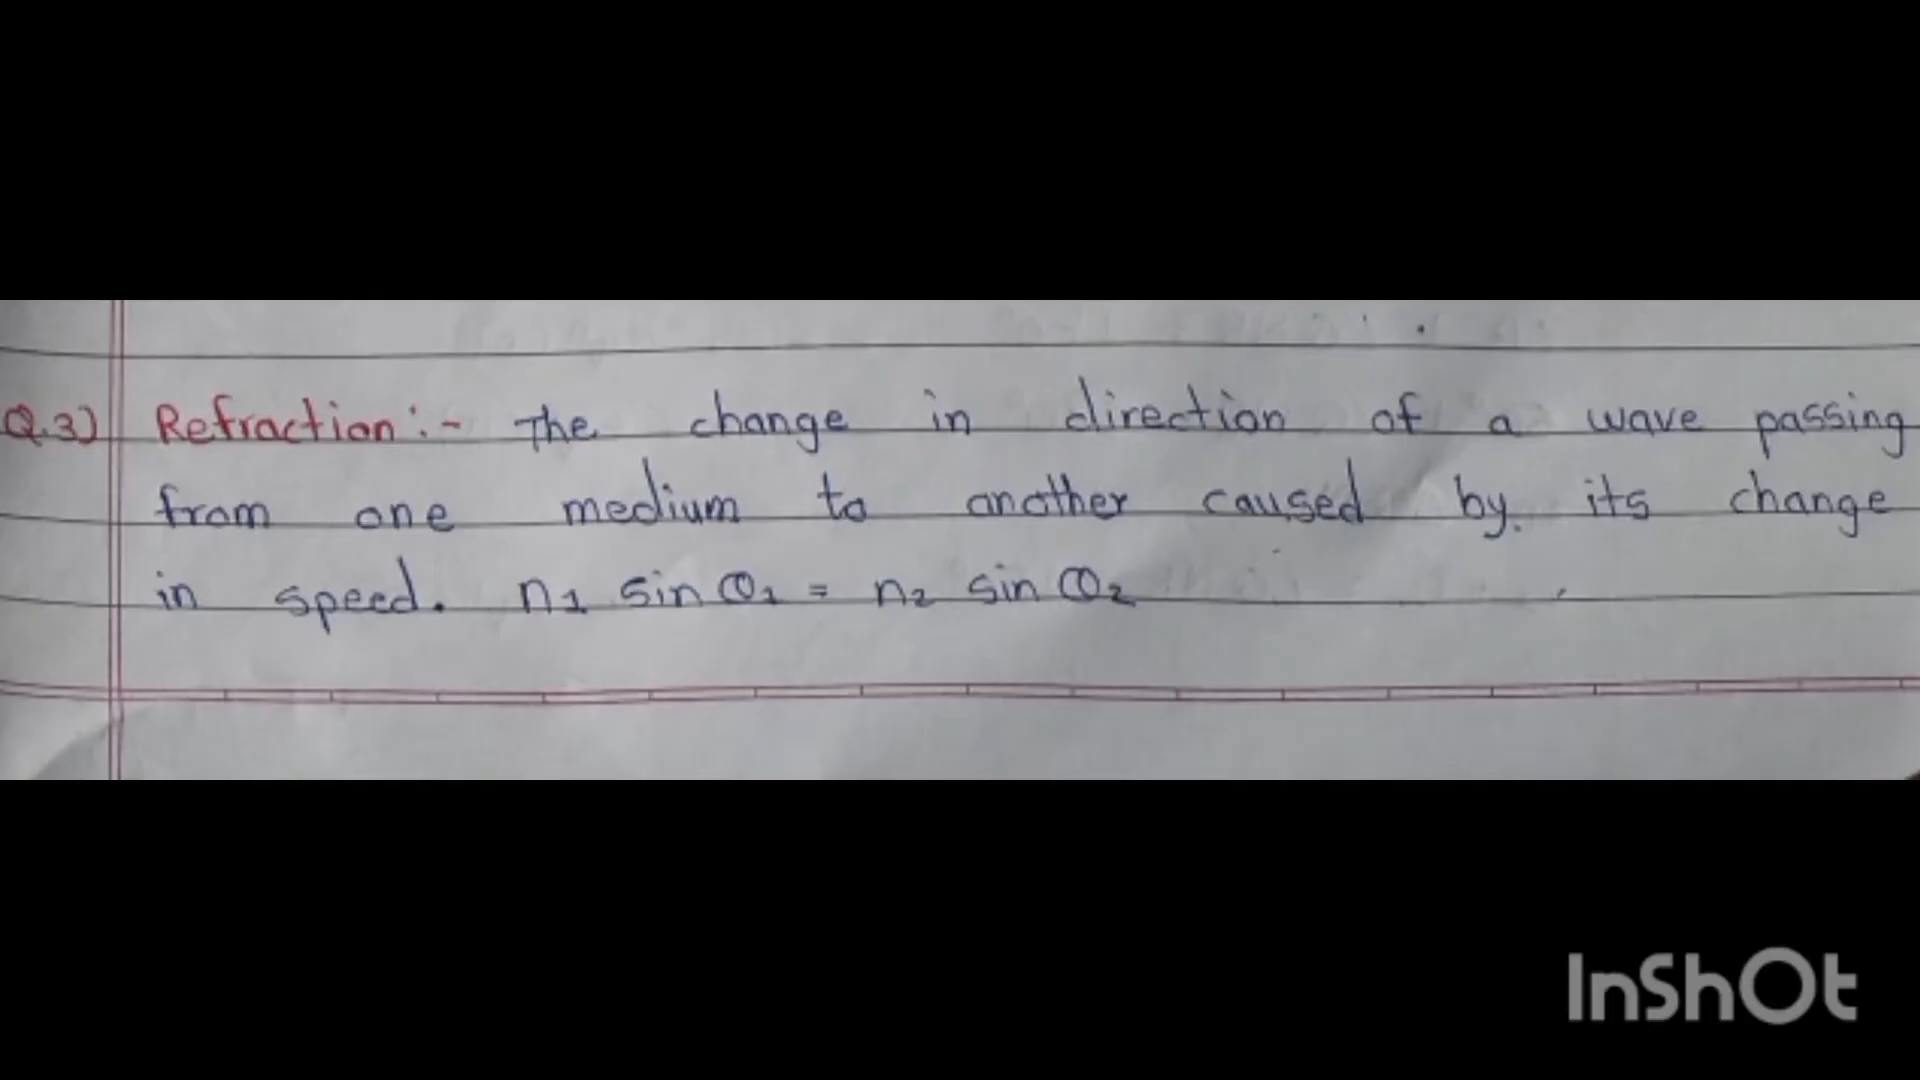 Q.3) Refraction :- The change in direction of a wave passing
from one medium to another caused by its change
in speed. n1 sin θ1 = n2 sin θ2
InShOt